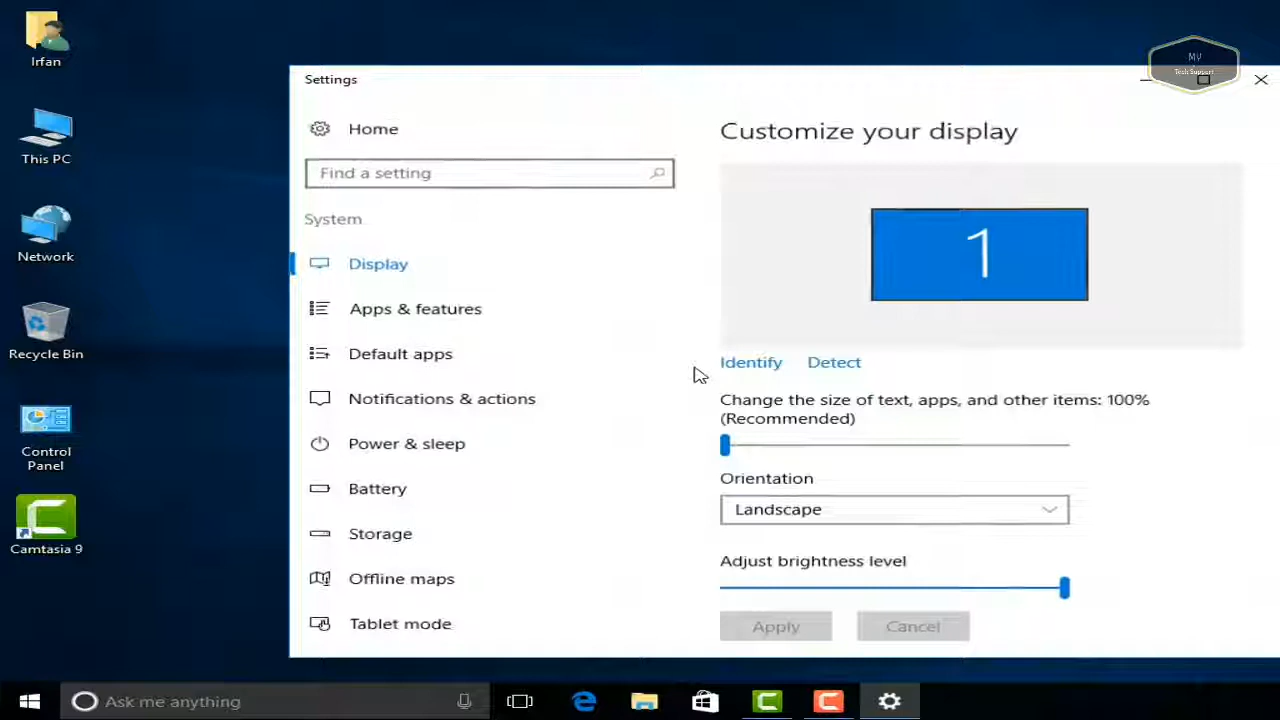 Irfan
This PC
Network
Recycle Bin
Control
Panel
Camtasia 9
MY
Tech Support
Settings
Home
Find a setting
System
Display
Apps & features
Default apps
Notifications & actions
Power & sleep
Battery
Storage
Offline maps
Tablet mode
Customize your display
1
Identify Detect
Change the size of text, apps, and other items: 100%
(Recommended)
Orientation
Landscape
Adjust brightness level
Apply Cancel
Ask me anything